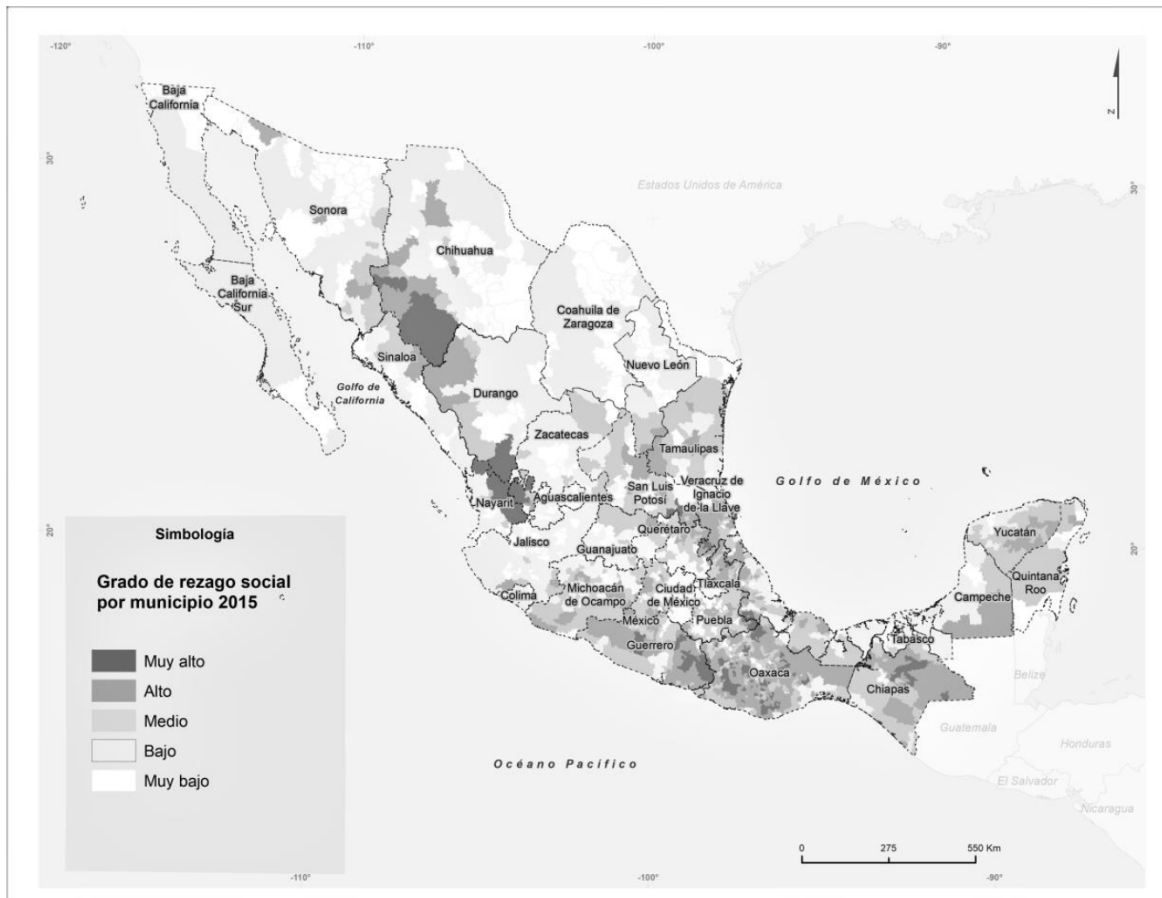 -120°
-110°
-100°
-90°
30°
20°
30°
20°
-110°
-100°
-90°
N
Baja
California
Sonora
Chihuahua
Estados Unidos de América
Baja
California
Sur
Coahuila de
Zaragoza
Nuevo León
Sinaloa
Golfo de
California
Durango
Zacatecas
Tamaulipas
San Luis
Potosí
Veracruz de
Ignacio
de la Llave
Golfo de México
Nayarit
Aguascalientes
Querétaro
Jalisco
Guanajuato
Yucatán
Quintana
Roo
Campeche
Colima
Michoacán
de Ocampo
Ciudad
de México
Tlaxcala
México
Puebla
Tabasco
Guerrero
Oaxaca
Chiapas
Belize
Guatemala
Honduras
El Salvador
Nicaragua
Océano Pacífico
Simbología
Grado de rezago social
por municipio 2015
Muy alto
Alto
Medio
Bajo
Muy bajo
0 275 550 Km